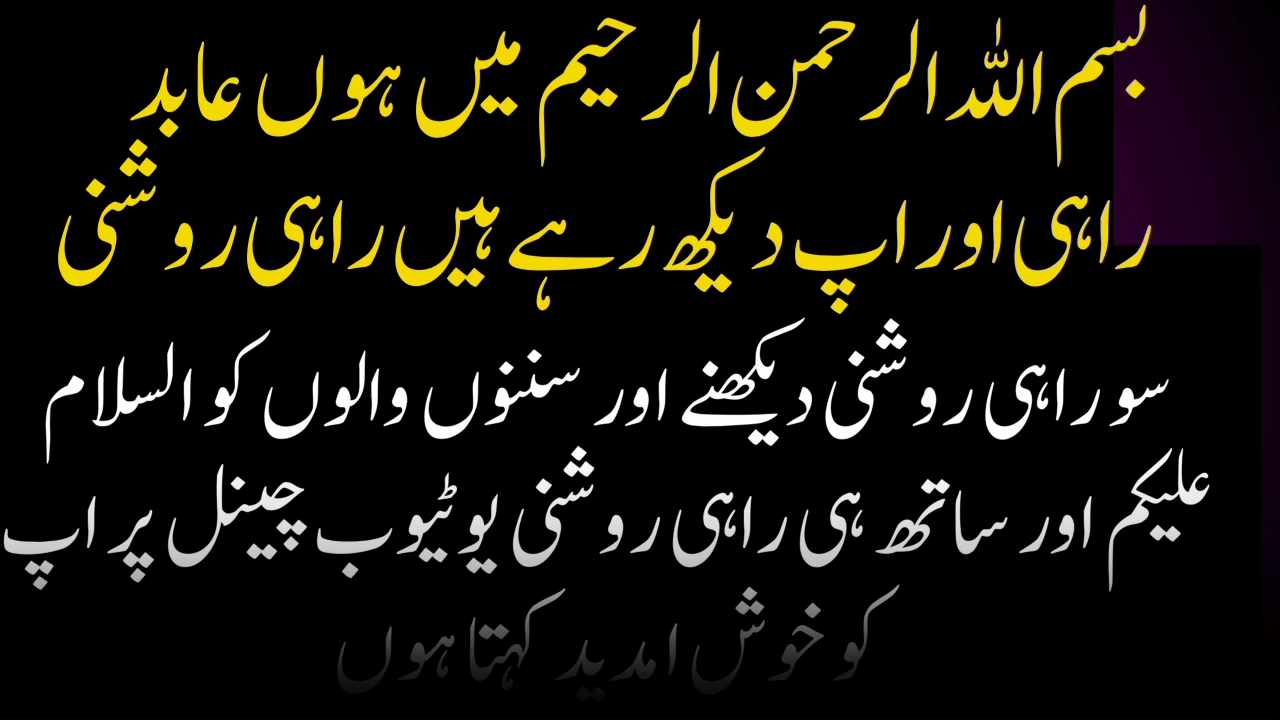 بسم اللہ الرحمن الرحیم میں ہوں عابد
راہی اور اپ دیکھ رہے ہیں راہی روشنی
سو راہی روشنی دیکھنے اور سننوں والوں کو السلام
علیکم اور ساتھ ہی راہی روشنی یوٹیوب چینل پر اپ
کو خوش امدید کہتا ہوں